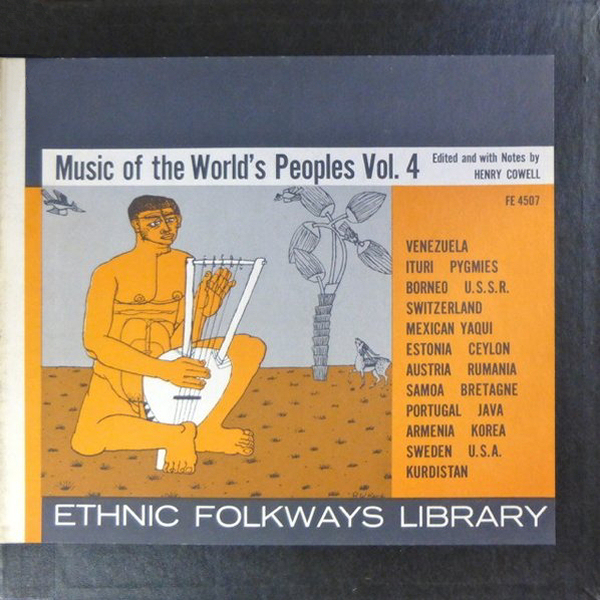 Music of the World's Peoples Vol. 4
Edited and with Notes by
HENRY COWELL
FE 4507
VENEZUELA
ITURI PYGMIES
BORNEO U.S.S.R.
SWITZERLAND
MEXICAN YAQUI
ESTONIA CEYLON
AUSTRIA RUMANIA
SAMOA BRETAGNE
PORTUGAL JAVA
ARMENIA KOREA
SWEDEN U.S.A.
KURDISTAN
ETHNIC FOLKWAYS LIBRARY